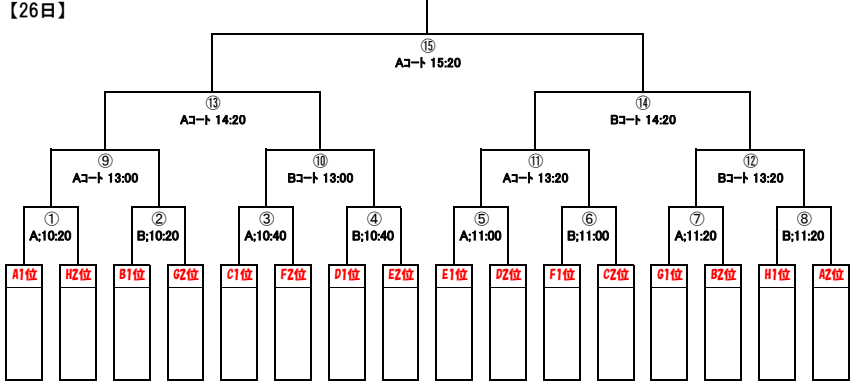 【26日】
⑮
Aコート 15:20
⑬ ⑭
Aコート 14:20 Bコート 14:20
⑨ ⑩ ⑪ ⑫
Aコート 13:00 Bコート 13:00 Aコート 13:20 Bコート 13:20
① ② ③ ④ ⑤ ⑥ ⑦ ⑧
A;10:20 B;10:20 A;10:40 B;10:40 A;11:00 B;11:00 A;11:20 B;11:20
A1位 H2位 B1位 G2位 C1位 F2位 D1位 E2位 E1位 D2位 F1位 C2位 G1位 B2位 H1位 A2位